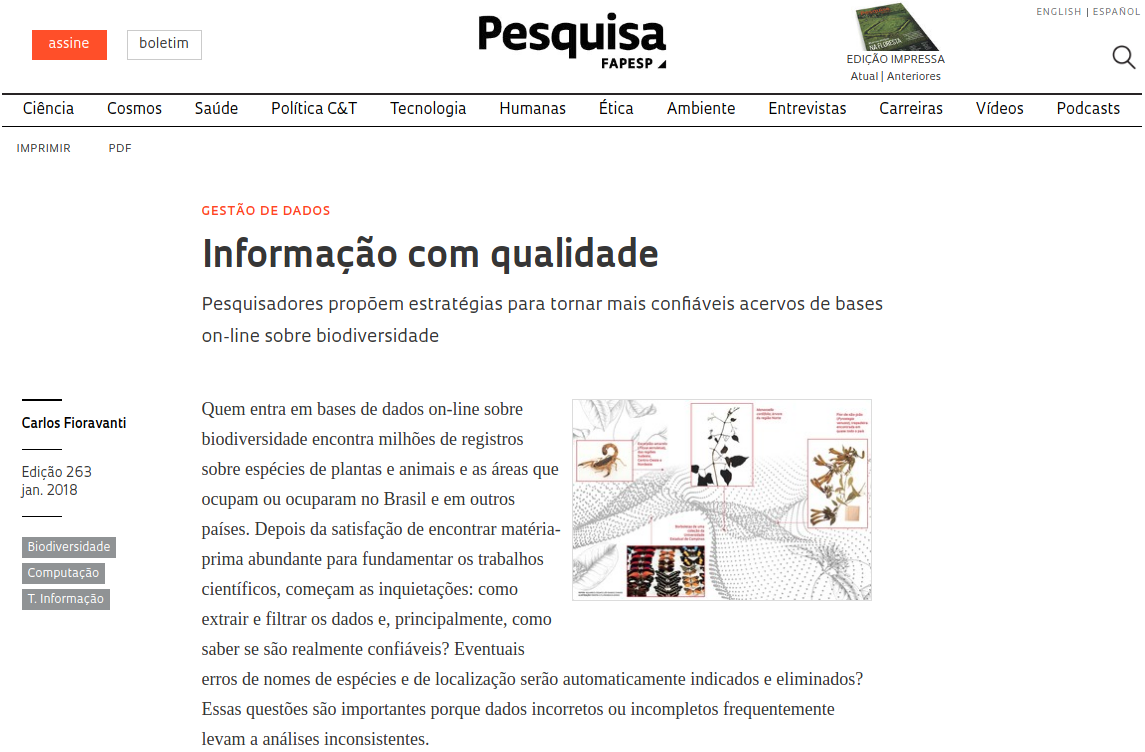 assine
boletim
Pesquisa
FAPESP
NA FLORESTA
EDIÇÃO IMPRESSA
Atual | Anteriores
ENGLISH | ESPAÑOL
Ciência Cosmos Saúde Política C&T Tecnologia Humanas Ética Ambiente Entrevistas Carreiras Vídeos Podcasts
IMPRIMIR PDF
GESTÃO DE DADOS
Informação com qualidade
Pesquisadores propõem estratégias para tornar mais confiáveis acervos de bases
on-line sobre biodiversidade
Carlos Fioravanti
Edição 263
jan. 2018
Biodiversidade
Computação
T. Informação
Quem entra em bases de dados on-line sobre
biodiversidade encontra milhões de registros
sobre espécies de plantas e animais e as áreas que
ocupam ou ocuparam no Brasil e em outros
países. Depois da satisfação de encontrar matéria-
prima abundante para fundamentar os trabalhos
científicos, começam as inquietações: como
extrair e filtrar os dados e, principalmente, como
saber se são realmente confiáveis? Eventuais
erros de nomes de espécies e de localização serão automaticamente indicados e eliminados?
Essas questões são importantes porque dados incorretos ou incompletos frequentemente
levam a análises inconsistentes.